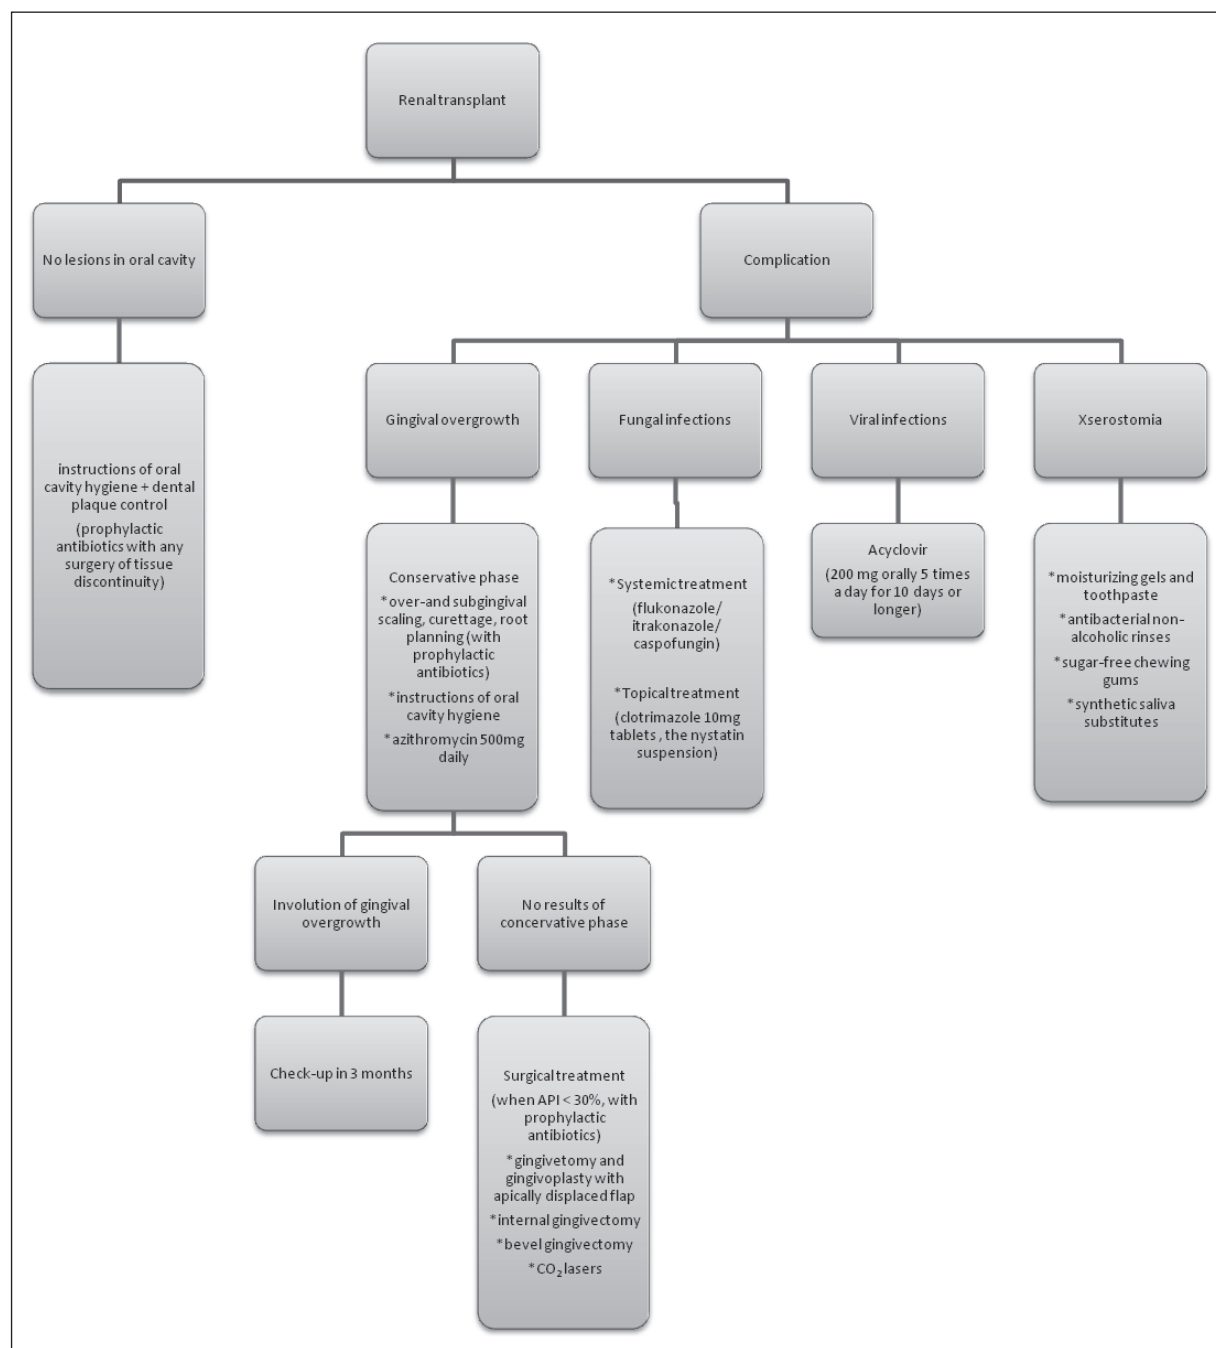 Renal transplant
No lesions in oral cavity
Complication
instructions of oral
cavity hygiene + dental
plaque control
(prophylactic
antibiotics with any
surgery of tissue
discontinuity)
Gingival overgrowth
Fungal infections
Viral infections
Xserostomia
Conservative phase
*over-and subgingival
scaling, curettage, root
planning (with
prophylactic
antibiotics)
*instructions of oral
cavity hygiene
*azithromycin 500mg
daily
*Systemic treatment
(flukonazole/
itrakonazole/
caspofungin)
*Topical treatment
(clotrimazole 10mg
tablets , the nystatin
suspension)
Acyclovir
(200 mg orally 5 times
a day for 10 days or
longer)
*moisturizing gels and
toothpaste
*antibacterial non-
alcoholic rinses
*sugar-free chewing
gums
*synthetic saliva
substitutes
Involution of gingival
overgrowth
No results of
concervative phase
Check-up in 3 months
Surgical treatment
(when API < 30%, with
prophylactic
antibiotics)
*gingivetomy and
gingivoplasty with
apically displaced flap
*internal gingivectomy
*bevel gingivectomy
*CO₂ lasers